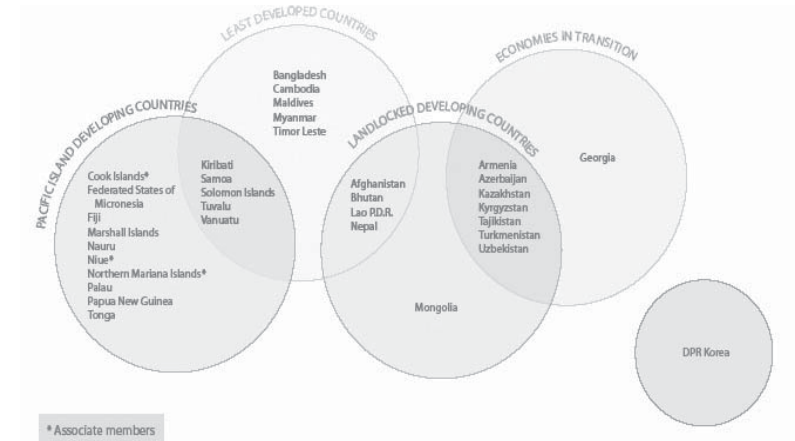 LEAST DEVELOPED COUNTRIES
Bangladesh
Cambodia
Maldives
Myanmar
Timor Leste
ECONOMIES IN TRANSITION
Georgia
PACIFIC ISLAND DEVELOPING COUNTRIES
Cook Islands*
Federated States of
Micronesia
Fiji
Marshall Islands
Nauru
Niue*
Northern Mariana Islands*
Palau
Papua New Guinea
Tonga
Kiribati
Samoa
Solomon Islands
Tuvalu
Vanuatu
LANDLOCKED DEVELOPING COUNTRIES
Afghanistan
Bhutan
Lao P.D.R.
Nepal
Armenia
Azerbaijan
Kazakhstan
Kyrgyzstan
Tajikistan
Turkmenistan
Uzbekistan
Mongolia
DPR Korea
* Associate members